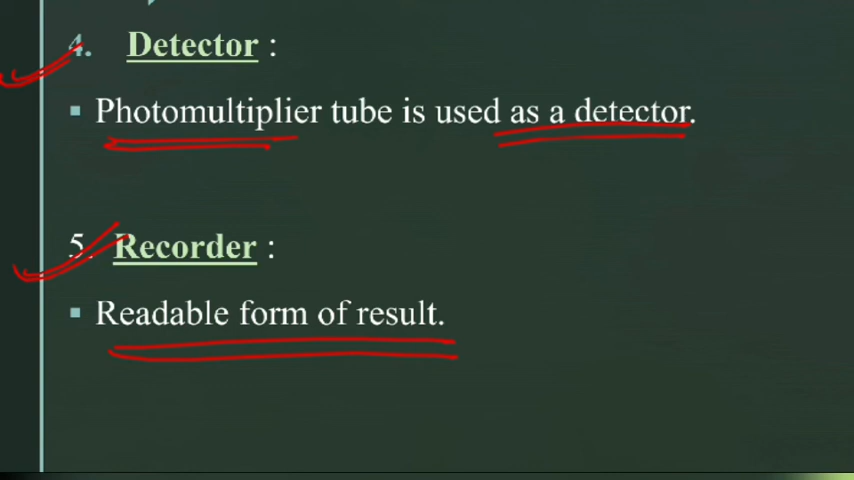 4. Detector :
▪ Photomultiplier tube is used as a detector.
5. Recorder :
▪ Readable form of result.